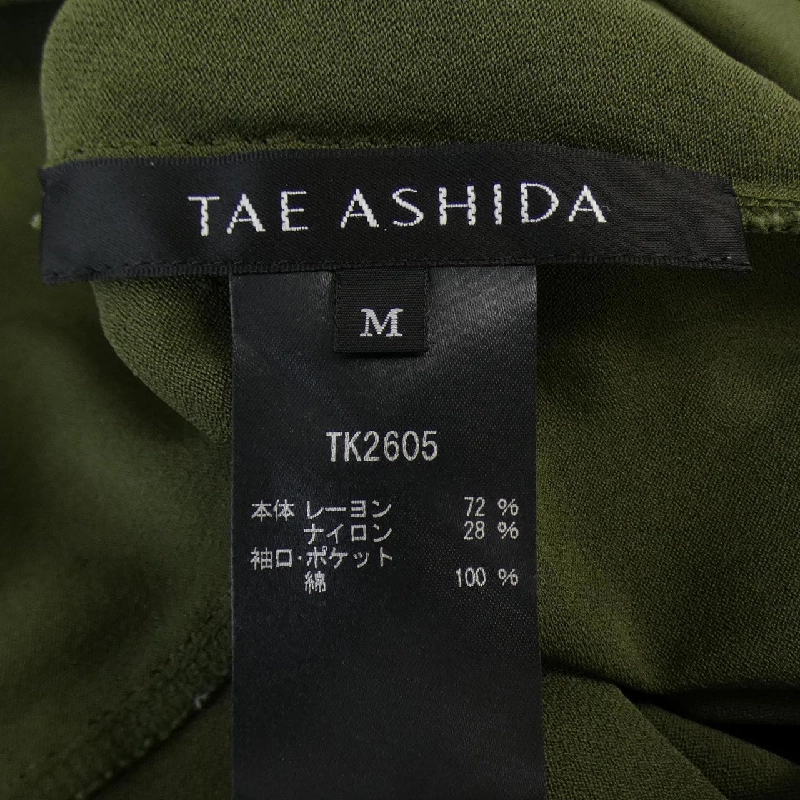 TAE ASHIDA
M
TK2605
本体 レーヨン 72 %
ナイロン 28 %
袖口・ポケット
綿 100 %